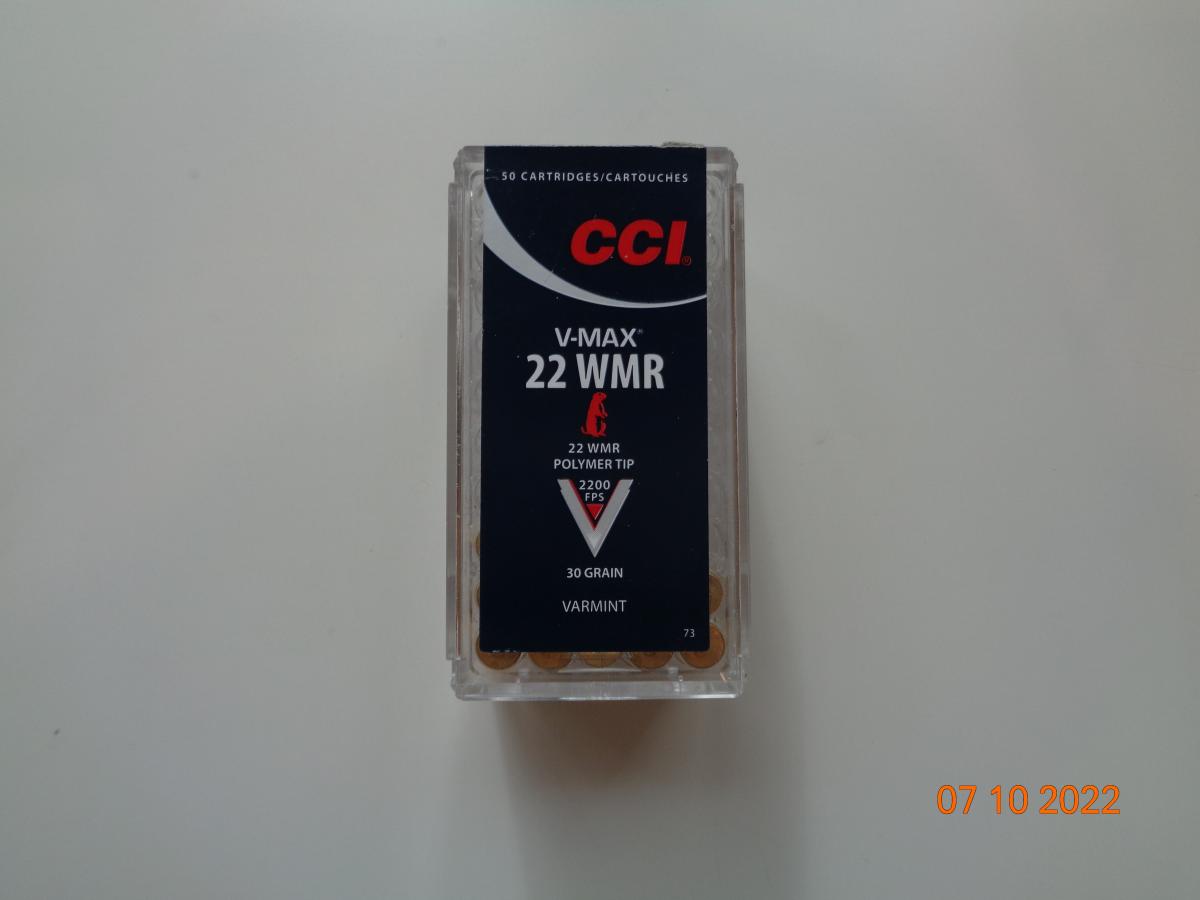 50 CARTRIDGES/CARTOUCHES
CCI®
V-MAX®
22 WMR
22 WMR
POLYMER TIP
2200
FPS
30 GRAIN
VARMINT
73
07 10 2022